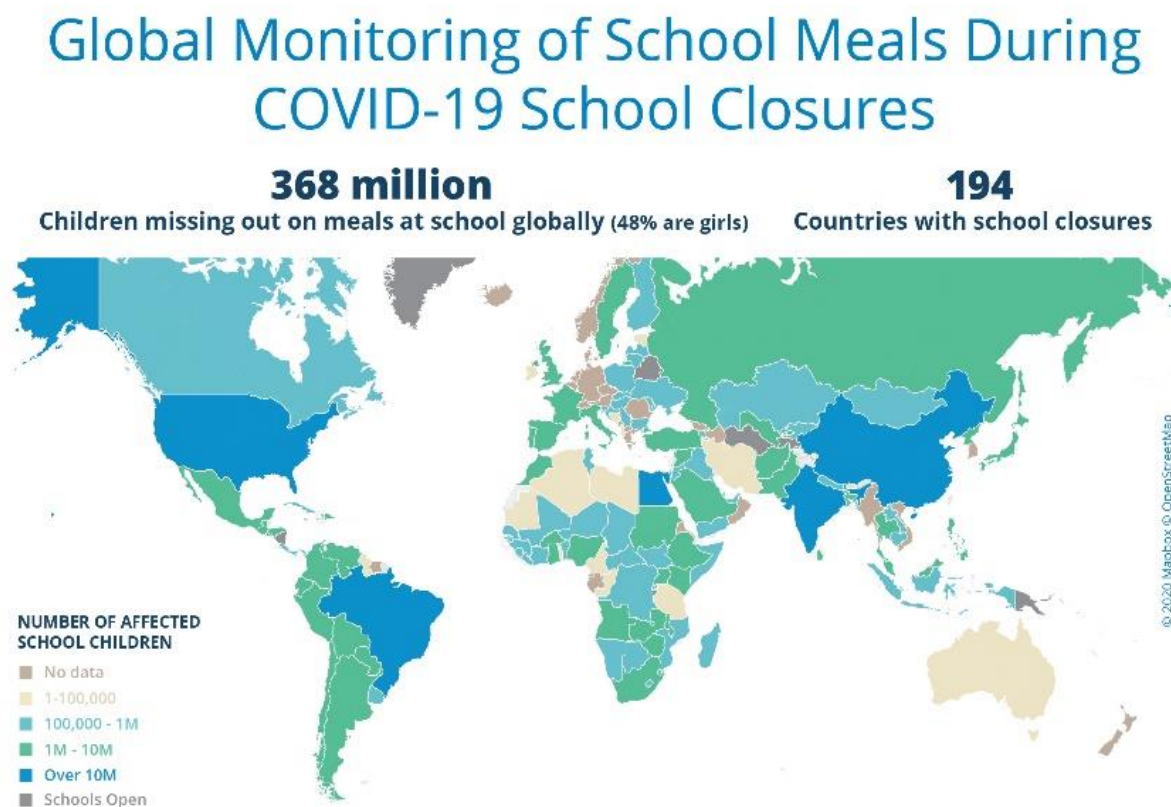 Global Monitoring of School Meals During
COVID-19 School Closures
368 million
Children missing out on meals at school globally (48% are girls)
194
Countries with school closures
NUMBER OF AFFECTED
SCHOOL CHILDREN
No data
1-100,000
100,000 - 1M
1M - 10M
Over 10M
Schools Open
© 2020 Mapbox © OpenStreetMap